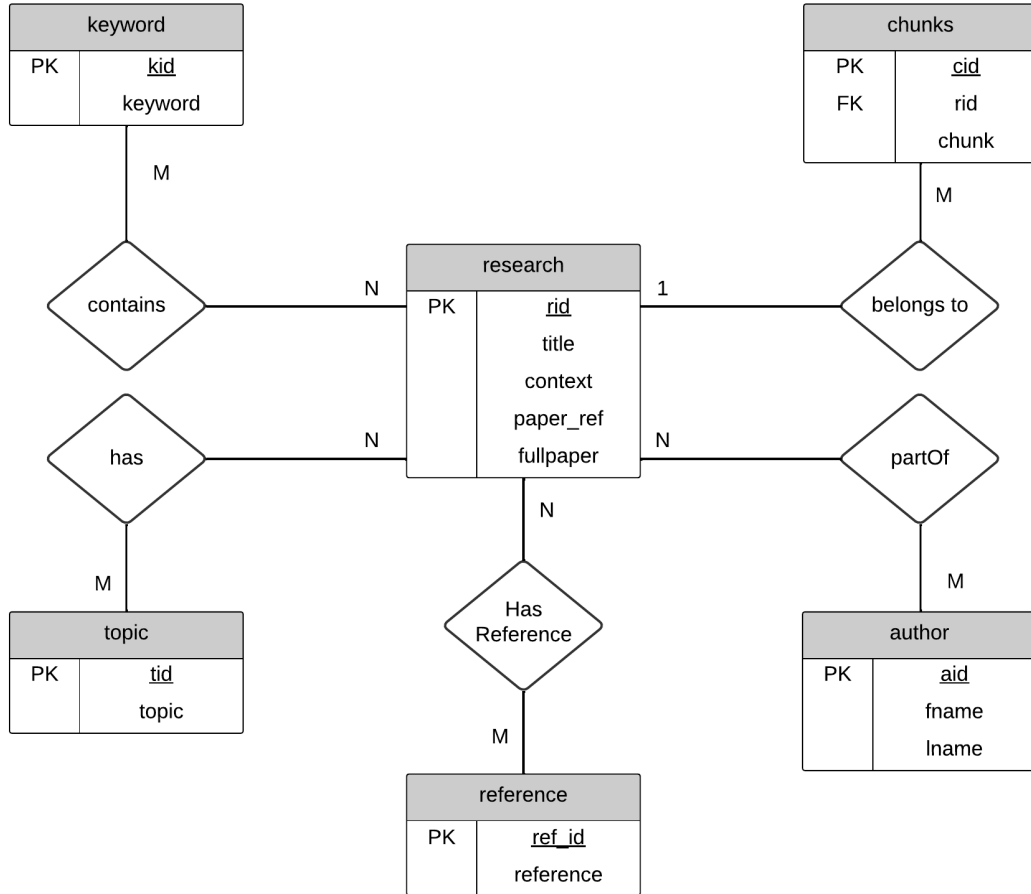 keyword
PK kid
keyword
M
contains
N
chunks
PK cid
FK rid
chunk
M
belongs to
1
research
PK rid
title
context
paper_ref
fullpaper
has
N
M
topic
PK tid
topic
N
Has
Reference
M
reference
PK ref_id
reference
N
partOf
M
author
PK aid
fname
lname